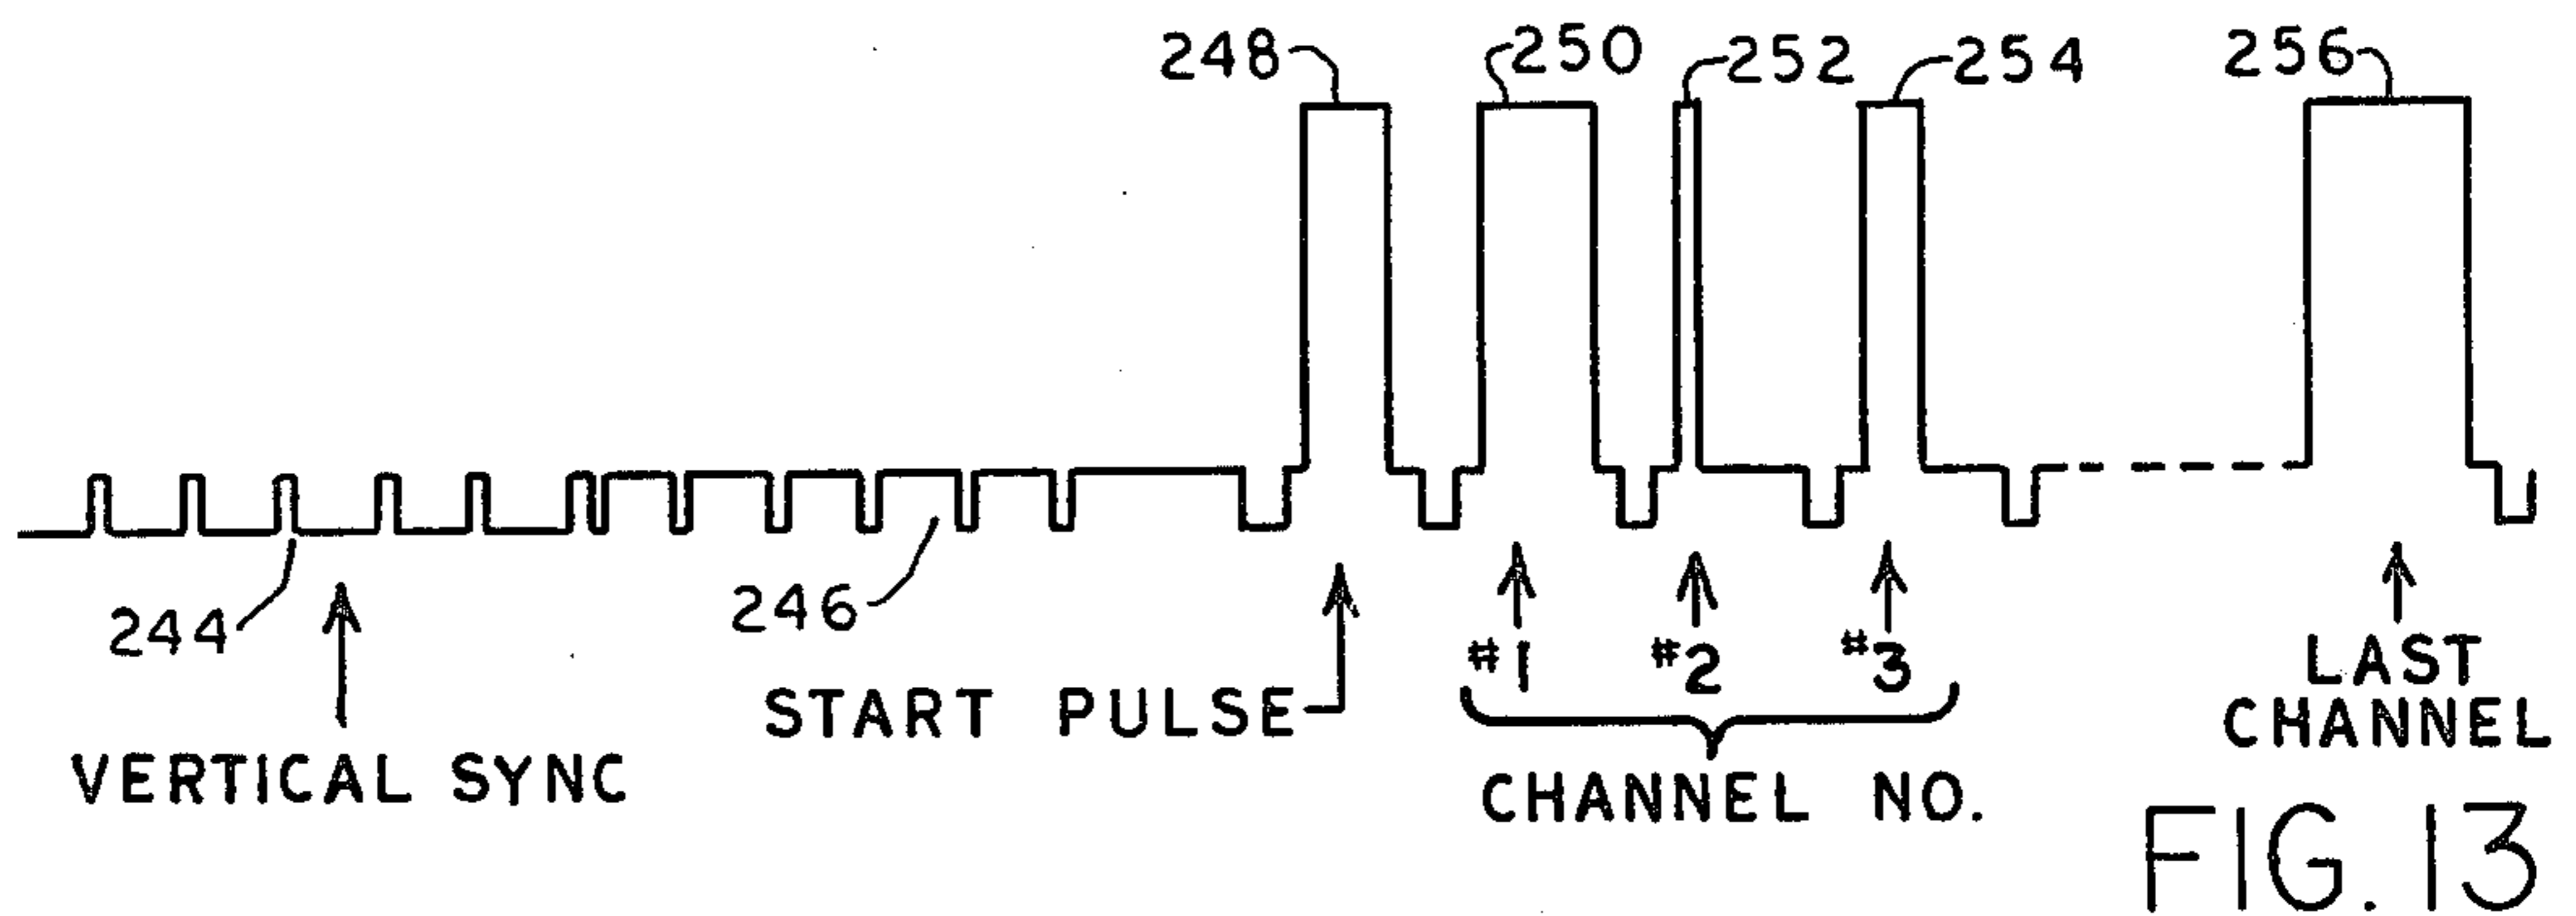 248
250
252
254
256
244
246
VERTICAL SYNC
START PULSE
#1
#2
#3
CHANNEL NO.
LAST
CHANNEL
FIG. 13